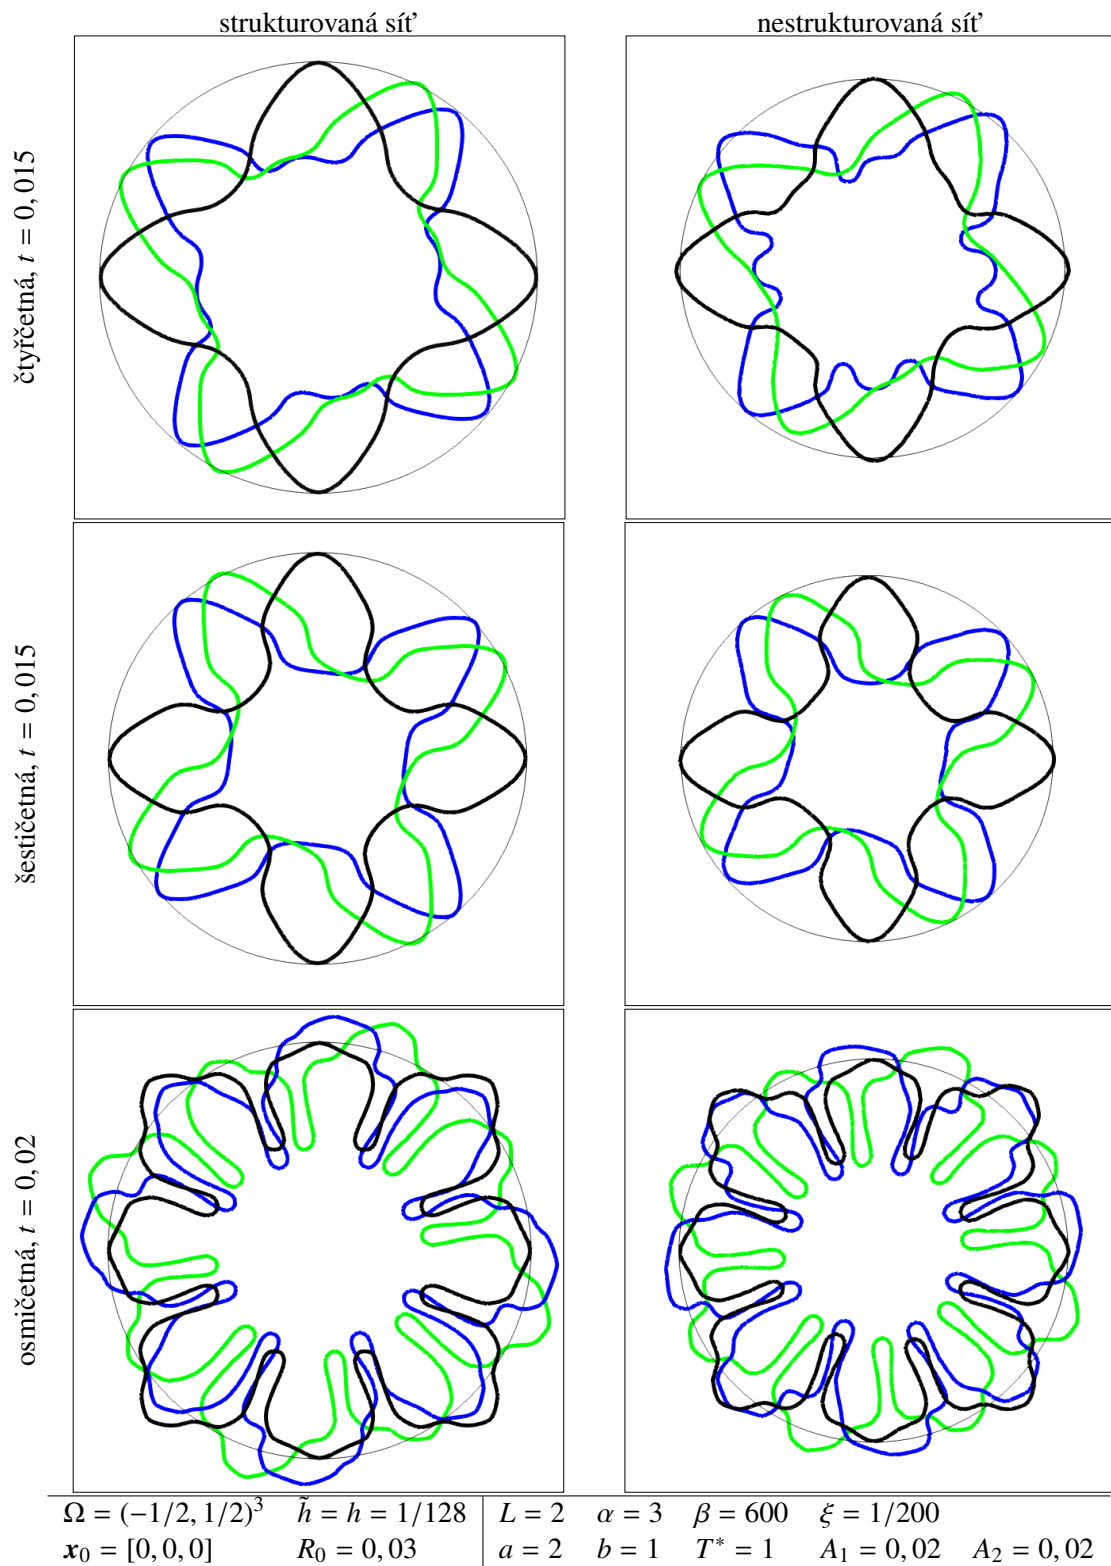 strukturovaná síť
nestrukturovaná síť
čtyřčetná, t = 0, 015
šestičetná, t = 0, 015
osmičetná, t = 0, 02
Ω = (−1/2, 1/2)³ h̃ = h = 1/128 L = 2 α = 3 β = 600 ξ = 1/200
x₀ = [0, 0, 0] R₀ = 0, 03 a = 2 b = 1 T* = 1 A₁ = 0, 02 A₂ = 0, 02